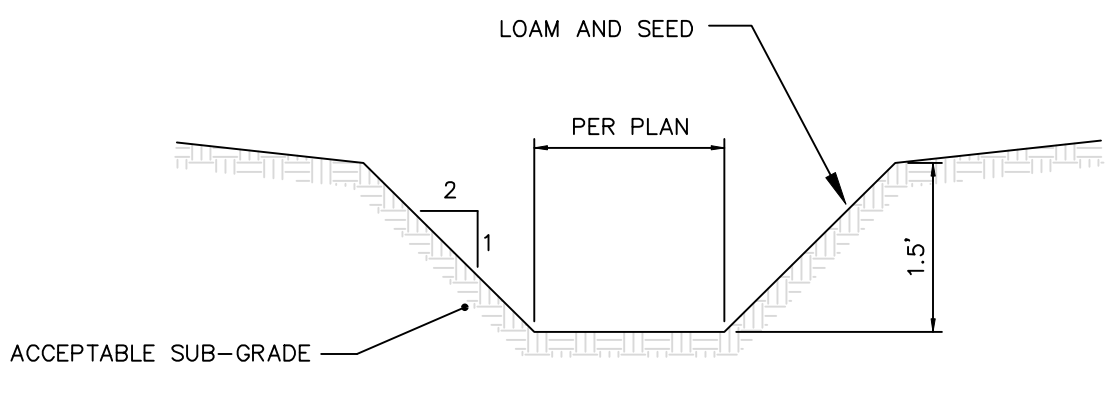 LOAM AND SEED
PER PLAN
2
1
1.5'
ACCEPTABLE SUB-GRADE